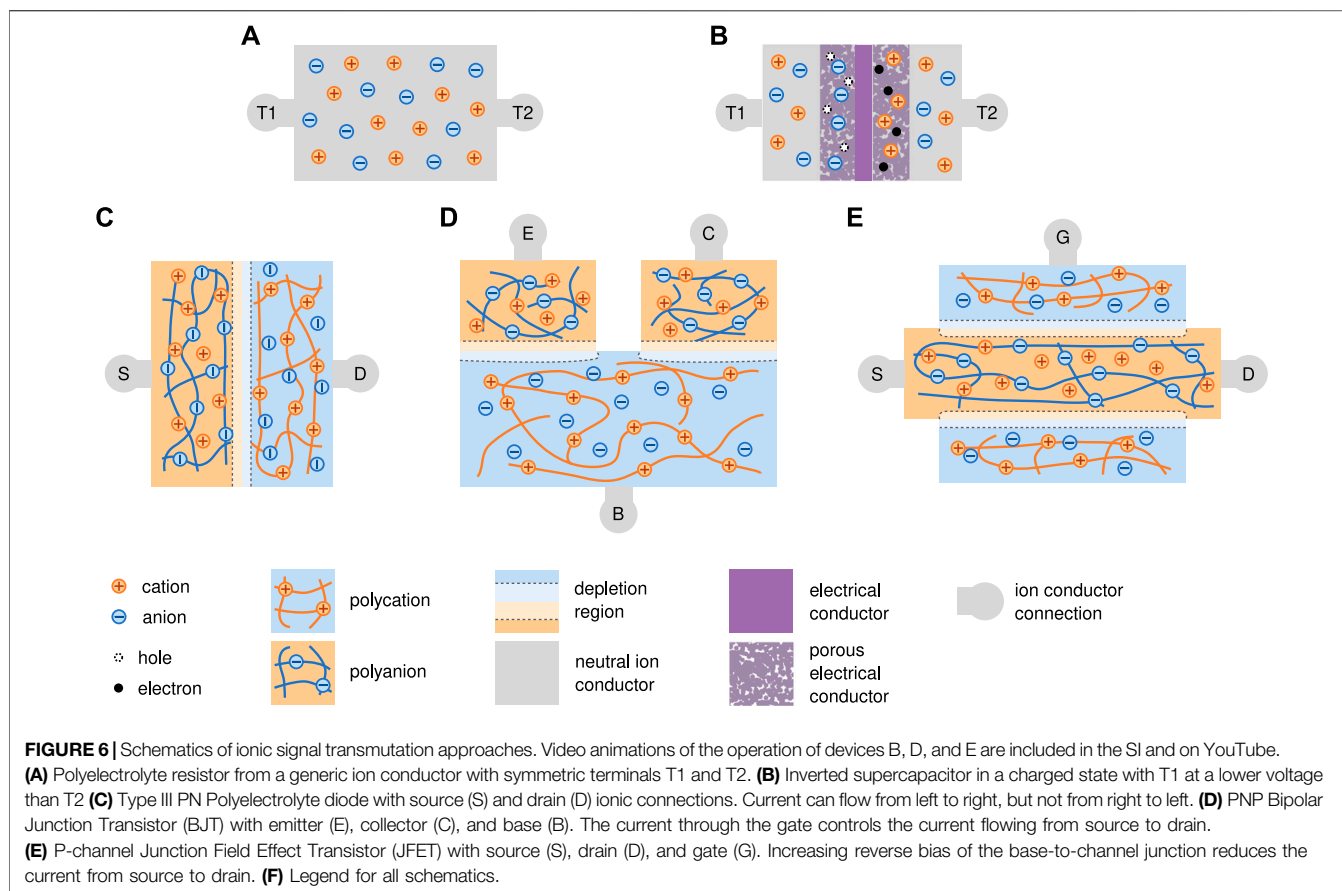 A
T1
T2
B
T1
T2
C
S
D
D
E
C
B
E
G
S
D
cation
anion
hole
electron
polycation
polyanion
depletion
region
neutral ion
conductor
electrical
conductor
porous
electrical
conductor
ion conductor
connection
FIGURE 6 | Schematics of ionic signal transmutation approaches. Video animations of the operation of devices B, D, and E are included in the SI and on YouTube.
(A) Polyelectrolyte resistor from a generic ion conductor with symmetric terminals T1 and T2. (B) Inverted supercapacitor in a charged state with T1 at a lower voltage
than T2 (C) Type III PN Polyelectrolyte diode with source (S) and drain (D) ionic connections. Current can flow from left to right, but not from right to left. (D) PNP Bipolar
Junction Transistor (BJT) with emitter (E), collector (C), and base (B). The current through the gate controls the current flowing from source to drain.
(E) P-channel Junction Field Effect Transistor (JFET) with source (S), drain (D), and gate (G). Increasing reverse bias of the base-to-channel junction reduces the
current from source to drain. (F) Legend for all schematics.